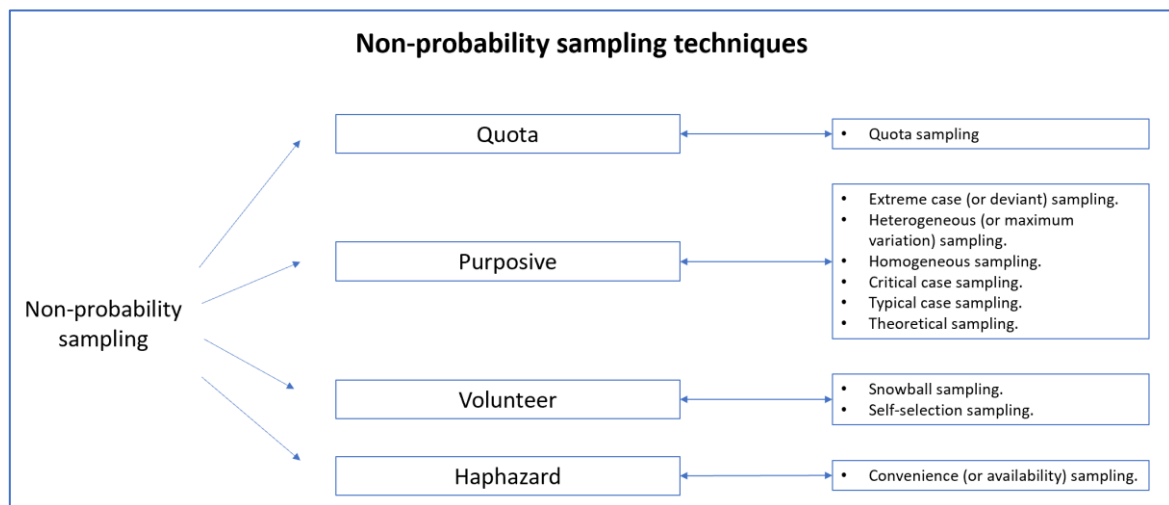 Non-probability sampling techniques
Quota
• Quota sampling
• Extreme case (or deviant) sampling.
• Heterogeneous (or maximum
variation) sampling.
Purposive
• Homogeneous sampling.
• Critical case sampling.
• Typical case sampling.
• Theoretical sampling.
Non-probability
sampling
Volunteer
• Snowball sampling.
• Self-selection sampling.
Haphazard
• Convenience (or availability) sampling.